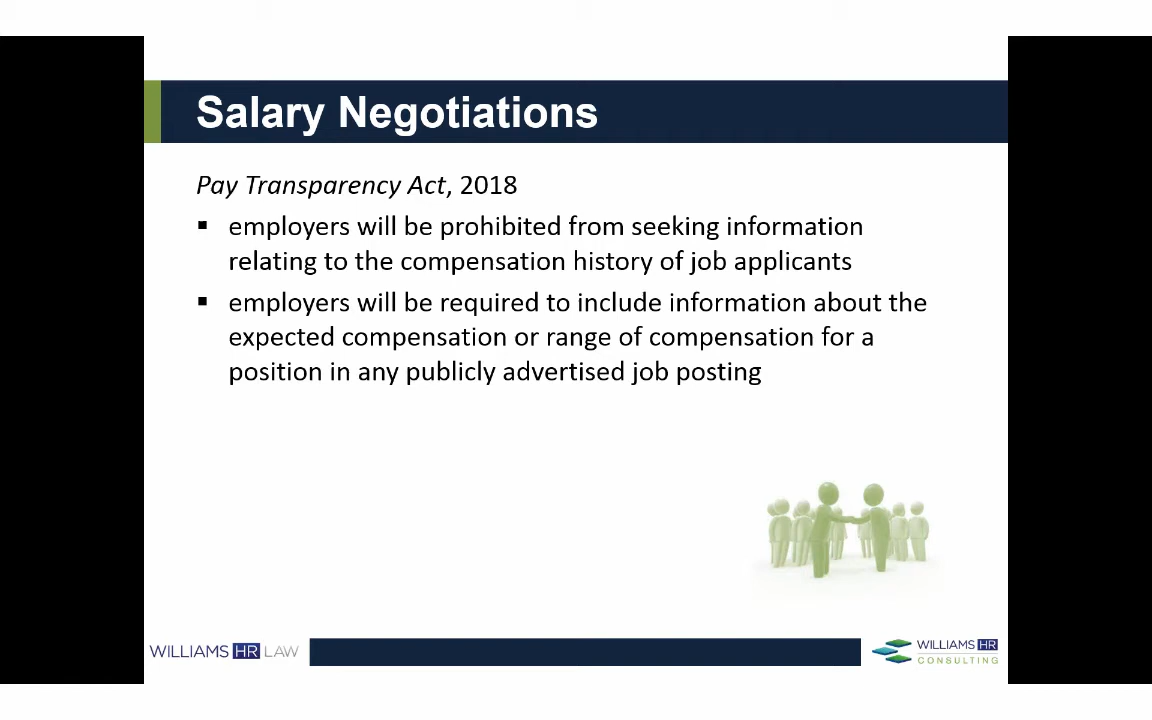 Salary Negotiations
Pay Transparency Act, 2018
▪ employers will be prohibited from seeking information
relating to the compensation history of job applicants
▪ employers will be required to include information about the
expected compensation or range of compensation for a
position in any publicly advertised job posting
WILLIAMS HR LAW
WILLIAMS HR
CONSULTING